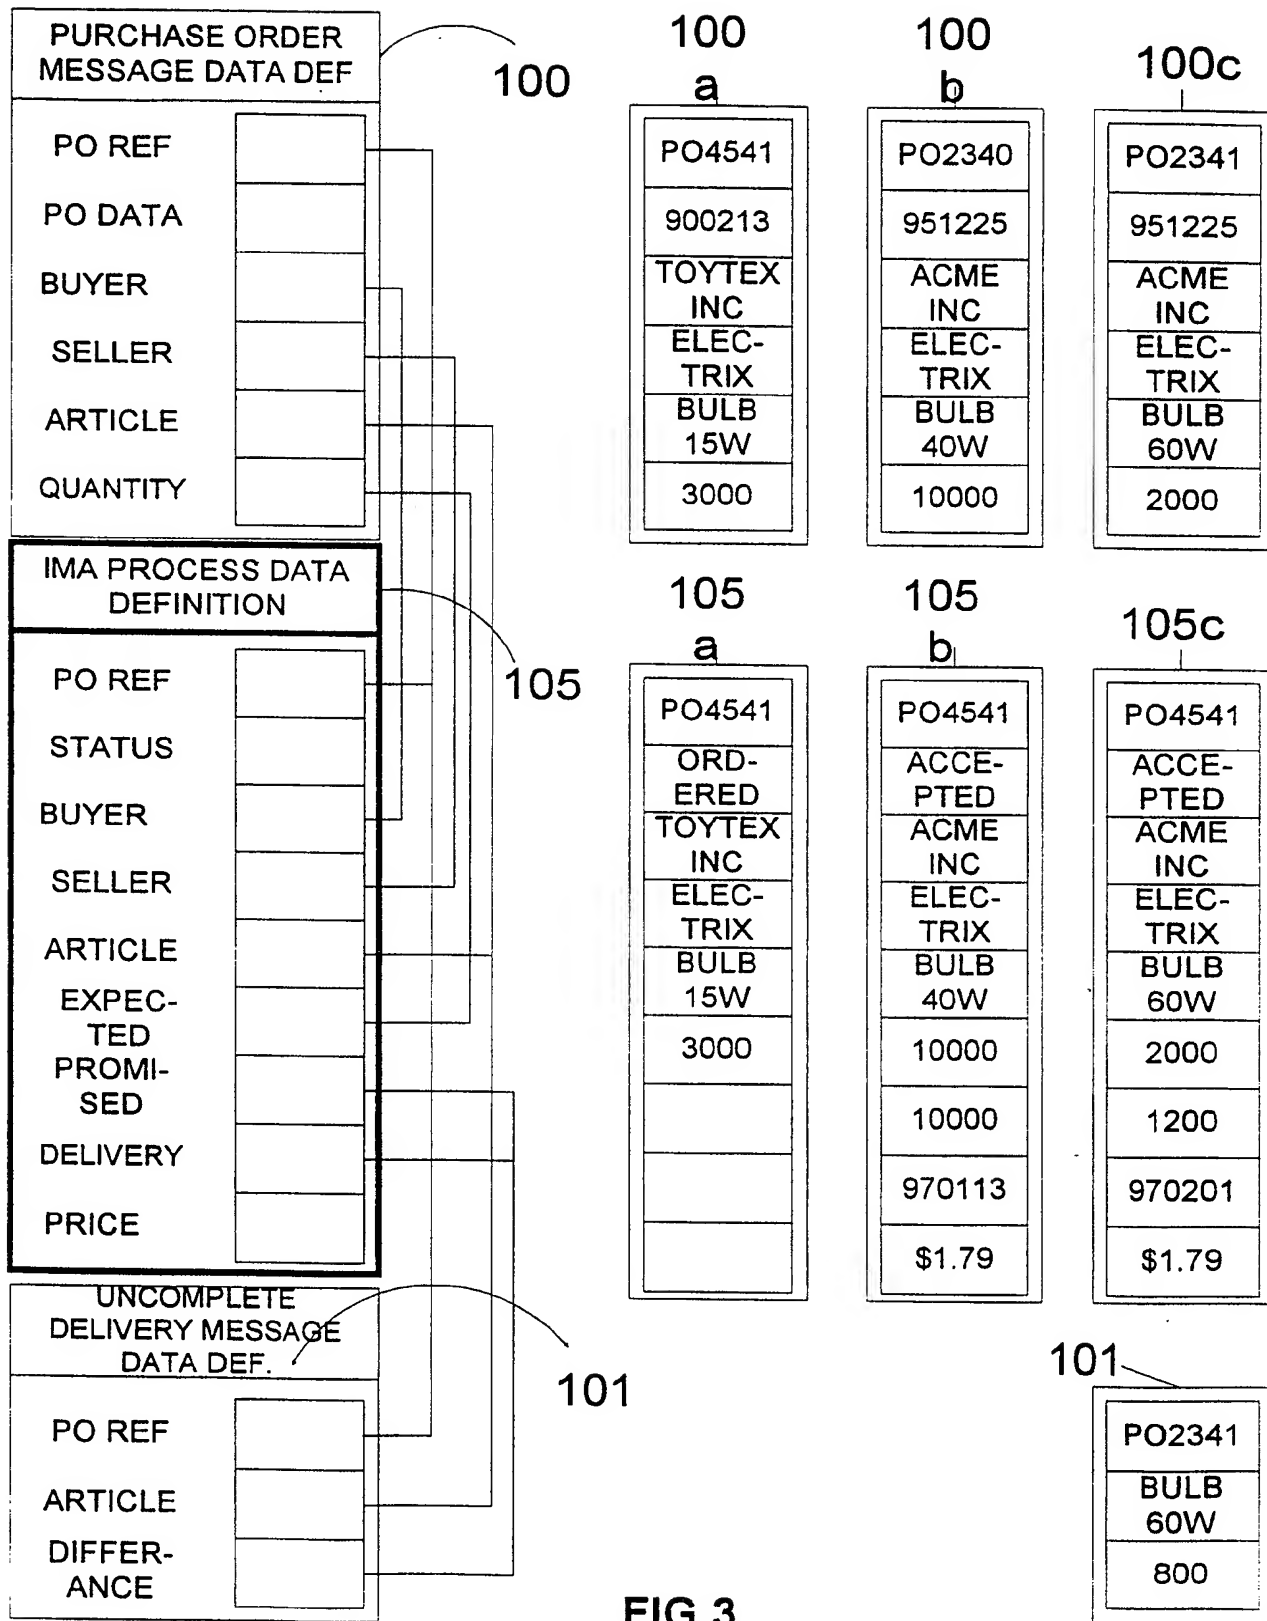 PURCHASE ORDER
MESSAGE DATA DEF
100
PO REF
PO DATA
BUYER
SELLER
ARTICLE
QUANTITY
100
a
PO4541
900213
TOYTEX
INC
ELEC-
TRIX
BULB
15W
3000
100
b
PO2340
951225
ACME
INC
ELEC-
TRIX
BULB
40W
10000
100c
PO2341
951225
ACME
INC
ELEC-
TRIX
BULB
60W
2000
IMA PROCESS DATA
DEFINITION
105
PO REF
STATUS
BUYER
SELLER
ARTICLE
EXPEC-
TED
PROMI-
SED
DELIVERY
PRICE
105
a
PO4541
ORD-
ERED
TOYTEX
INC
ELEC-
TRIX
BULB
15W
3000
105
b
PO4541
ACCE-
PTED
ACME
INC
ELEC-
TRIX
BULB
40W
10000
10000
970113
$1.79
105c
PO4541
ACCE-
PTED
ACME
INC
ELEC-
TRIX
BULB
60W
2000
1200
970201
$1.79
UNCOMPLETE
DELIVERY MESSAGE
DATA DEF.
101
PO REF
ARTICLE
DIFFER-
ANCE
101
PO2341
BULB
60W
800
FIG 3